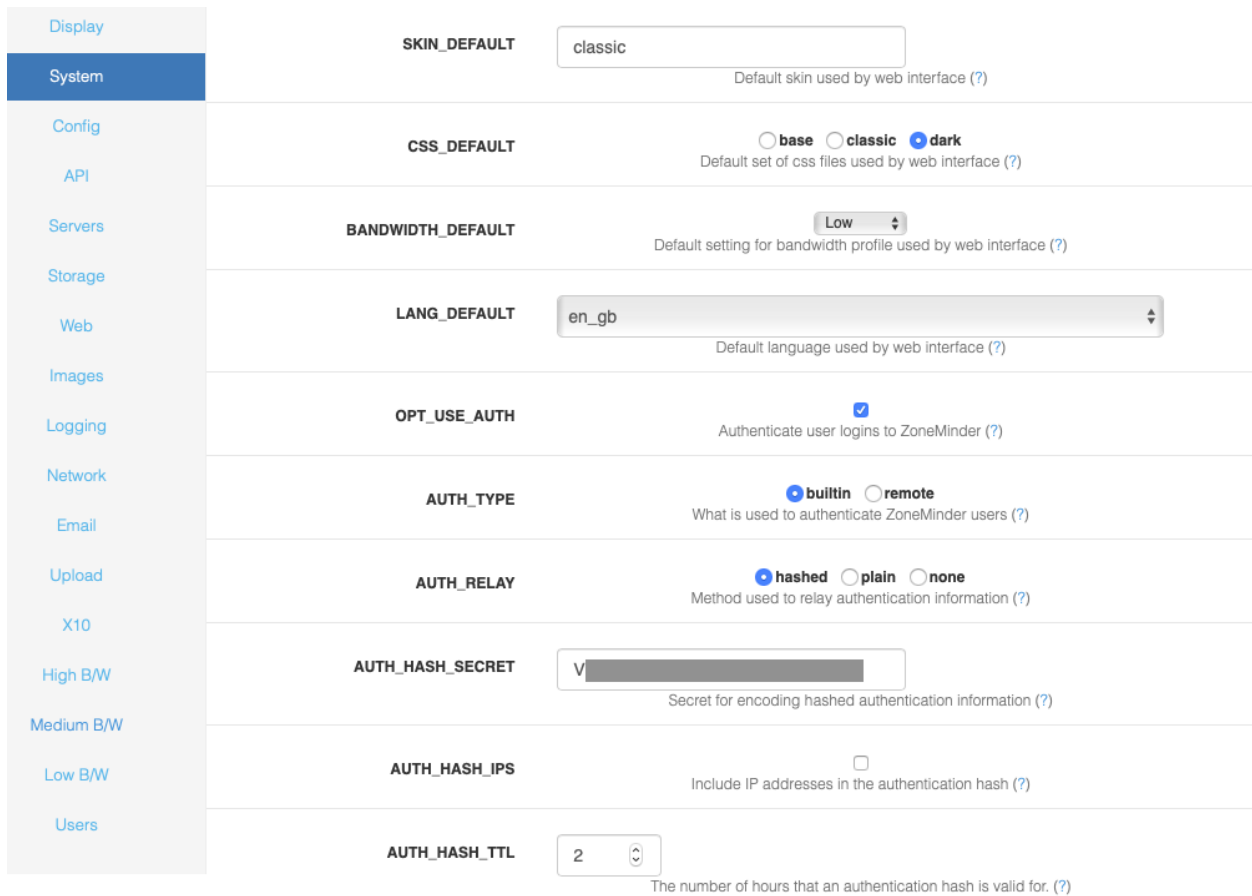 Display
System
Config
API
Servers
Storage
Web
Images
Logging
Network
Email
Upload
X10
High B/W
Medium B/W
Low B/W
Users
SKIN_DEFAULT
classic
Default skin used by web interface (?)
CSS_DEFAULT
base classic dark
Default set of css files used by web interface (?)
BANDWIDTH_DEFAULT
Low
Default setting for bandwidth profile used by web interface (?)
LANG_DEFAULT
en_gb
Default language used by web interface (?)
OPT_USE_AUTH
Authenticate user logins to ZoneMinder (?)
AUTH_TYPE
builtin remote
What is used to authenticate ZoneMinder users (?)
AUTH_RELAY
hashed plain none
Method used to relay authentication information (?)
AUTH_HASH_SECRET
V
Secret for encoding hashed authentication information (?)
AUTH_HASH_IPS
Include IP addresses in the authentication hash (?)
AUTH_HASH_TTL
2
The number of hours that an authentication hash is valid for. (?)